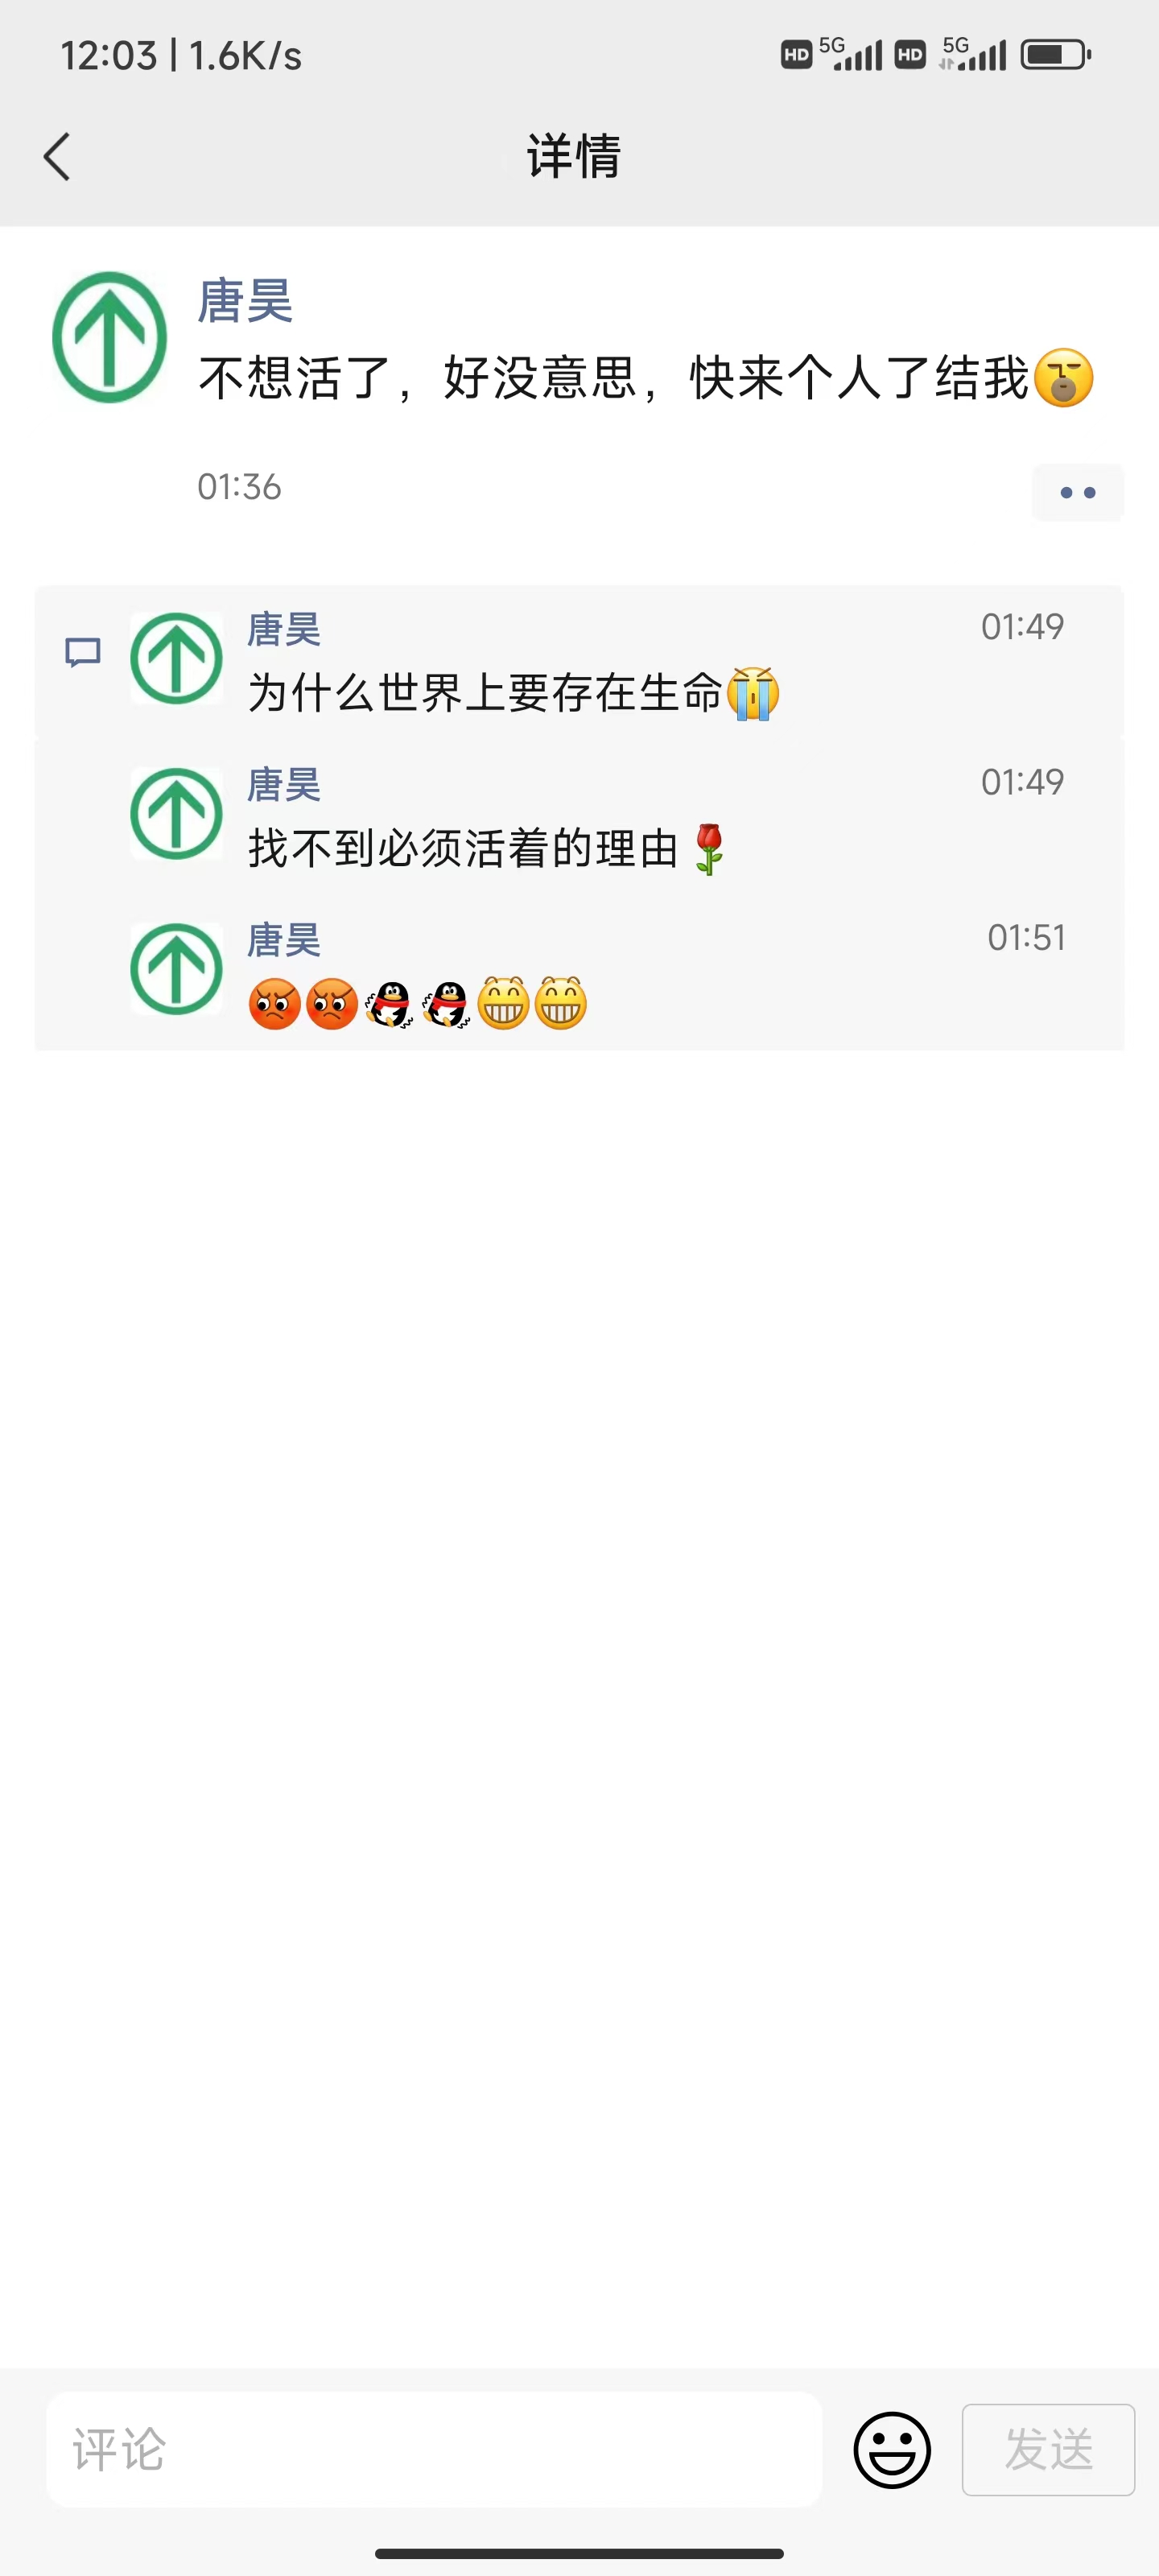 12:03 | 1.6K/s
HD 5G HD 5G
详情
唐昊
不想活了，好没意思，快来个人了结我
01:36
唐昊 01:49
为什么世界上要存在生命
唐昊 01:49
找不到必须活着的理由
唐昊 01:51
评论 发送